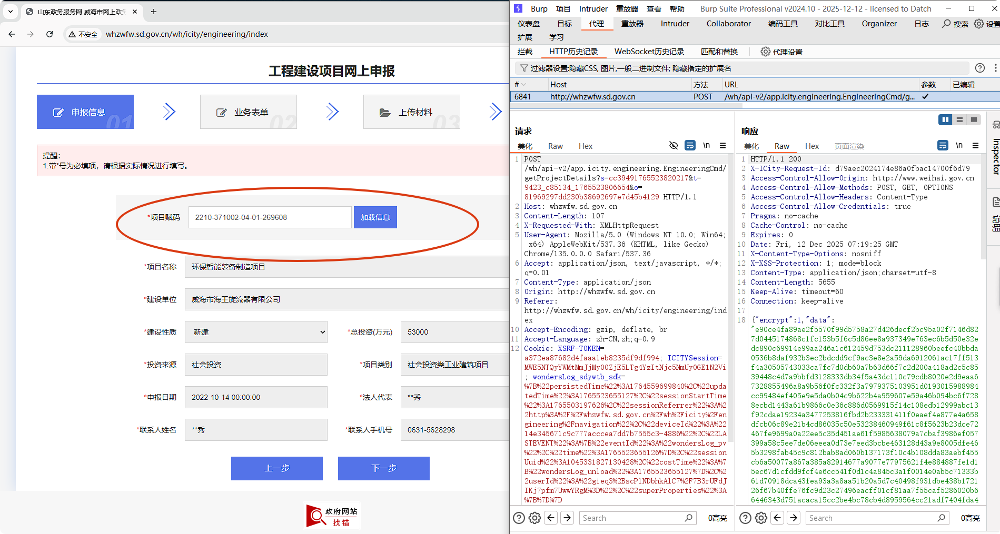 山东政务服务网 威海市网上政务
不安全
whzwfw.sd.gov.cn/wh/icity/engineering/index
工程建设项目网上申报
申报信息 01
业务表单 02
上传材料 03
提醒：
1.带*号为必填项，请根据实际情况进行填写。
*项目赋码 2210-371002-04-01-269608 加载信息
*项目名称 环保智能装备制造项目
*建设单位 威海市海王旋流器有限公司
*建设性质 新建 *总投资(万元) 53000
*投资来源 社会投资 *项目类别 社会投资类工业建筑项目
*申报日期 2022-10-14 00:00:00 *法人代表 **秀
*联系人姓名 **秀 *联系人手机号 0631-5628298
上一步 下一步
政府网站
找错
Burp 项目 Intruder 重放器 查看 帮助 Burp Suite Professional v2024.10 - 2025-12-12 - licensed to Datch
仪表盘 目标 代理 重放器 Intruder Collaborator 编码工具 对比工具 Organizer 日志 搜索 设置
扩展 学习
拦截 HTTP历史记录 WebSocket历史记录 匹配和替换 代理设置
过滤器设置:隐藏CSS, 图片,一般二进制文件; 隐藏指定的扩展名
# Host 方法 URL 参数 已编辑
6841 http://whzwfw.sd.gov.cn POST /wh/api-v2/app.icity.engineering.EngineeringCmd/g...
请求
美化 Raw Hex \n
1 POST
/wh/api-v2/app.icity.engineering.EngineeringCmd/
getProjectDetails?s=cc39491765523820217&t=
9423_c85134_1765523806654&o=
81969297dd230b38692697e7d45b4129 HTTP/1.1
2 Host: whzwfw.sd.gov.cn
3 Content-Length: 107
4 X-Requested-With: XMLHttpRequest
5 User-Agent: Mozilla/5.0 (Windows NT 10.0; Win64;
x64) AppleWebKit/537.36 (KHTML, like Gecko)
Chrome/135.0.0.0 Safari/537.36
6 Accept: application/json, text/javascript, */*;
q=0.01
7 Content-Type: application/json
8 Origin: http://whzwfw.sd.gov.cn
9 Referer:
http://whzwfw.sd.gov.cn/wh/icity/engineering/ind
ex
10 Accept-Encoding: gzip, deflate, br
11 Accept-Language: zh-CN,zh;q=0.9
12 Cookie: XSRF-TOKEN=
a372ea87682d4faaa1eb8235df9df994; ICITYSession=
MWE5NTQyYWMtMmJjMy00ZjE5LTg4YzItNjc5NmUyOGE1N2Vi
; wondersLog_sdywtb_sdk=
%7B%22persistedTime%22%3A1764559699840%2C%22upda
tedTime%22%3A1765523655127%2C%22sessionStartTime
%22%3A1765503197626%2C%22sessionReferrer%22%3A%2
2http%3A%2F%2Fwhzwfw.sd.gov.cn%2Fwh%2Ficity%2Fen
gineering%2Fnavigation%22%2C%22deviceId%22%3A%22
14e345671c9c777acccea7dd7b7555c3-4886%22%2C%22LA
STEVENT%22%3A%7B%22eventId%22%3A%22wondersLog_pv
%22%2C%22time%22%3A1765523655126%7D%2C%22session
Uuid%22%3A1045331827130428%2C%22costTime%22%3A%7
B%22wondersLog_unload%22%3A1765523655127%7D%2C%2
2userId%22%3A%22gieq3%2BscPlNDbhkAlC7%2F7B3rUFdJ
IKj7pfm7UwwYRgM%3D%22%2C%22superProperties%22%3A
%7B%7D%7D
Search 0高亮
响应
美化 Raw Hex 页面渲染 \n
1 HTTP/1.1 200
2 X-ICity-Request-Id: d79aec2024174e86a0fbac14700f6d79
3 Access-Control-Allow-Origin: http://www.weihai.gov.cn
4 Access-Control-Allow-Methods: POST, GET, OPTIONS
5 Access-Control-Allow-Headers: Content-Type
6 Access-Control-Allow-Credentials: true
7 Pragma: no-cache
8 Cache-Control: no-cache
9 Expires: 0
10 Date: Fri, 12 Dec 2025 07:19:25 GMT
11 X-Content-Type-Options: nosniff
12 X-XSS-Protection: 1; mode=block
13 Content-Type: application/json;charset=utf-8
14 Content-Length: 5655
15 Keep-Alive: timeout=60
16 Connection: keep-alive
17
18 {"encrypt":1,"data":
"e90ce4fa89ae2f5570f99d5758a27d426decf2bc95a02f7146d82
7d0445174868c1fc153b5f6c5d86ee8a937349e763ec6b5d50e32e
dc890c69914e99aa246a1c612459d753dc211128960beefc40bbda
0536b8daf932b3ec2bdcdd9cf9ac3e8e2a59da6912061ac17ff513
f4a30505743033ca7fc7d0db60a7b63d66f7c2d200a418ad2c5c85
39448c4d7a9bbfd3128333db34f5a43dc110c79cdb8020e2d9eaa6
7328855496a8a9b56f0fc332f3a7979375103951d0193015988984
cc99484ef405e9e5da0b04c9b622b4a959607e59a46b094bc6f728
8ecbd1443a61b9866c0e36c886d0569915f14c108edb12999abc13
f92cdae19234a3477253816fbd2b233331411f0eaef4e877e4a658
dfcb06c89e21b4cd86035c50e53238460949f61c8f5623b23dce72
467fe9699a0a22ee5c35d451ae61f5985638079a7cbaf3986ef057
399a58c5ee7de06eeea0d73e7eed3bcbe463128d43a9e8005dfe46
5b3298fab45c9c812bab8ad060b137173f10c4b108dda83aebf455
cb6a50077a867a385a82914677a9077e77975621f4e884887fe1d1
5ec67d1cfdd9fcf4e6cc541f0d1c4a845c3a1f0014e0ab5c71333b
61d70918dca43fea93a3a8aa51b20a5d7c40498f931dbe438b1721
26f67b40ffe76fc9d23c27496eacff01cf81aa7f55caf5286020b6
6446343d751acaca15cc2be4bc78cb4d8959564cc21adf7404fda4
Search 0高亮
Inspector